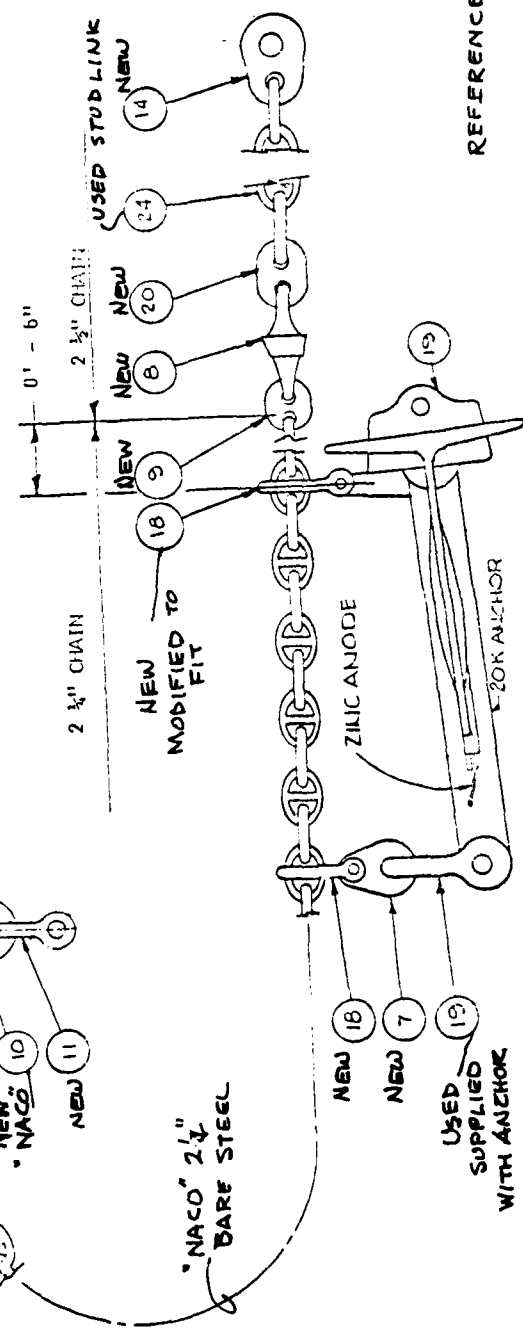 REFERENCE
USED STUDLINK
NEW
14
24
NEW
20
NEW
8
NEW
9
18
NEW
MODIFIED TO
FIT
0' - 6"
2 ½" CHAIN
2 ¼" CHAIN
19
ZINC ANODE
20K ANCHOR
NEW 18
NEW 7
19
USED
SUPPLIED
WITH ANCHOR
NEW
"NACO"
10
11
NEW
"NACO" 2 ¼"
BARE STEEL